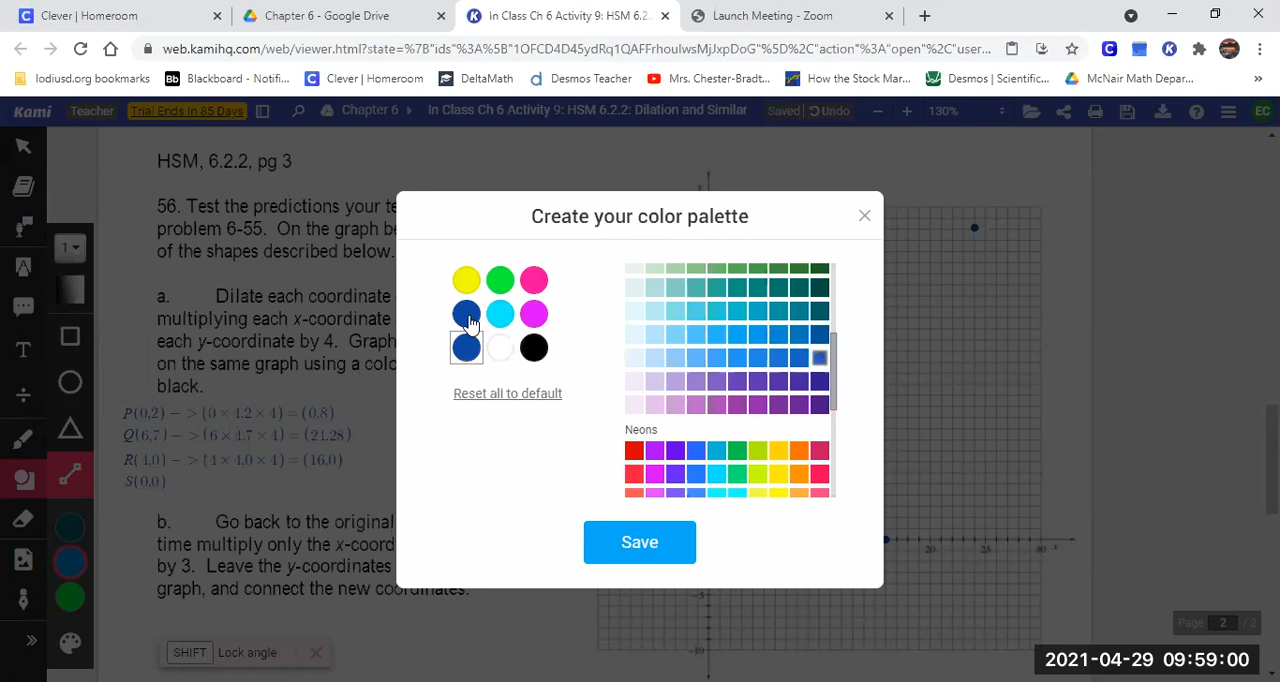 Clever | Homeroom
Chapter 6 - Google Drive
In Class Ch 6 Activity 9: HSM 6.2.2
Launch Meeting - Zoom
web.kamihq.com/web/viewer.html?state=%7B"ids"%3A%5B"1OFCD4D45ydRq1QAFFrhoulwsMjJxpDoG"%5D%2C"action"%3A"open"%2C"user...
lodiusd.org bookmarks
Blackboard - Notifi...
Clever | Homeroom
DeltaMath
Desmos Teacher
Mrs. Chester-Bradt...
How the Stock Mar...
Desmos | Scientific...
McNair Math Depar...
Kami
Teacher
Trial Ends in 85 Days
Chapter 6
In Class Ch 6 Activity 9: HSM 6.2.2: Dilation and Similar
Saved
Undo
130%
EC
HSM, 6.2.2, pg 3
56. Test the predictions your te
problem 6-55. On the graph be
of the shapes described below.
a. Dilate each coordinate
multiplying each x-coordinate
each y-coordinate by 4. Graph
on the same graph using a colo
black.
P(0,2) − > (0 × 4.2 × 4) = (0.8)
Q(6,7) − > (6 × 4.7 × 4) = (21.28)
R(4.0) − > (4 × 4.0 × 4) = (16.0)
S(0.0)
b. Go back to the original
time multiply only the x-coord
by 3. Leave the y-coordinates
graph, and connect the new coordinates.
Create your color palette
Reset all to default
Neons
Save
1
T
20
25
30
x
-5
-10
SHIFT
Lock angle
Page 2 / 2
2021-04-29 09:59:00